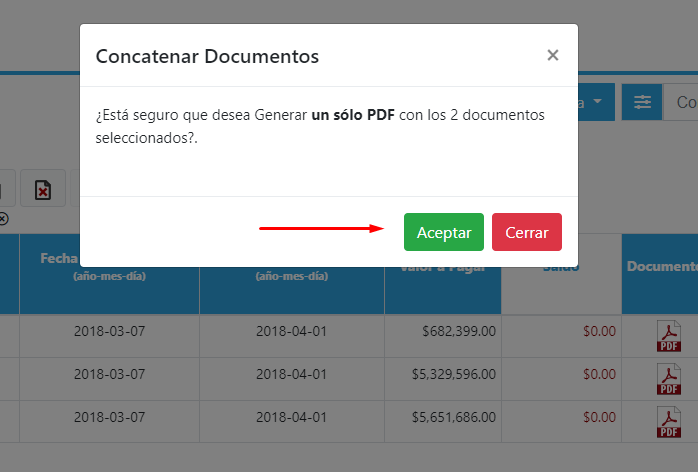 Concatenar Documentos ×
¿Está seguro que desea Generar un sólo PDF con los 2 documentos
seleccionados?.
a
Co
Aceptar Cerrar
Fecha
Valor a Pagar Saldo Documento
(año-mes-día) (año-mes-día)
2018-03-07 2018-04-01 $682,399.00 $0.00 PDF
2018-03-07 2018-04-01 $5,329,596.00 $0.00 PDF
2018-03-07 2018-04-01 $5,651,686.00 $0.00 PDF